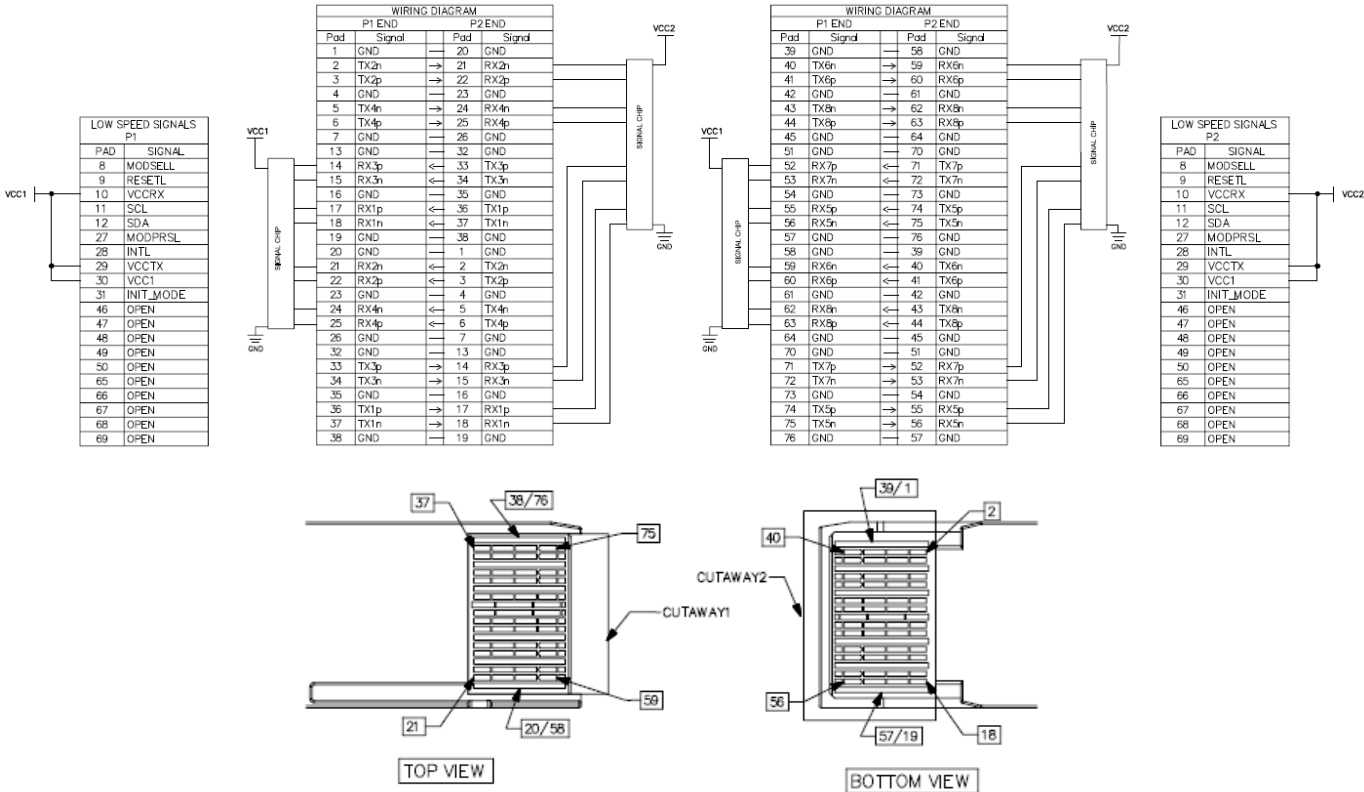 WIRING DIAGRAM
P1 END P2 END
Pad Signal Pad Signal
1 GND — 20 GND
2 TX2n → 21 RX2n
3 TX2p → 22 RX2p
4 GND — 23 GND
5 TX4n → 24 RX4n
6 TX4p → 25 RX4p
7 GND — 26 GND
13 GND — 32 GND
14 RX3p ← 33 TX3p
15 RX3n ← 34 TX3n
16 GND — 35 GND
17 RX1p ← 36 TX1p
18 RX1n ← 37 TX1n
19 GND — 38 GND
20 GND — 1 GND
21 RX2n ← 2 TX2n
22 RX2p ← 3 TX2p
23 GND — 4 GND
24 RX4n ← 5 TX4n
25 RX4p ← 6 TX4p
26 GND — 7 GND
32 GND — 13 GND
33 TX3p → 14 RX3p
34 TX3n → 15 RX3n
35 GND — 16 GND
36 TX1p → 17 RX1p
37 TX1n → 18 RX1n
38 GND — 19 GND
VCC1
SIGNAL CHIP
GND
VCC2
SIGNAL CHIP
GND
WIRING DIAGRAM
P1 END P2 END
Pad Signal Pad Signal
39 GND — 58 GND
40 TX6n → 59 RX6n
41 TX6p → 60 RX6p
42 GND — 61 GND
43 TX8n → 62 RX8n
44 TX8p → 63 RX8p
45 GND — 64 GND
51 GND — 70 GND
52 RX7p ← 71 TX7p
53 RX7n ← 72 TX7n
54 GND — 73 GND
55 RX5p ← 74 TX5p
56 RX5n ← 75 TX5n
57 GND — 76 GND
58 GND — 39 GND
59 RX6n ← 40 TX6n
60 RX6p ← 41 TX6p
61 GND — 42 GND
62 RX8n ← 43 TX8n
63 RX8p ← 44 TX8p
64 GND — 45 GND
70 GND — 51 GND
71 TX7p → 52 RX7p
72 TX7n → 53 RX7n
73 GND — 54 GND
74 TX5p → 55 RX5p
75 TX5n → 56 RX5n
76 GND — 57 GND
VCC1
SIGNAL CHIP
GND
VCC2
SIGNAL CHIP
GND
LOW SPEED SIGNALS
P1
PAD SIGNAL
8 MODSELL
9 RESETL
10 VCCRX
11 SCL
12 SDA
27 MODPRSL
28 INTL
29 VCCTX
30 VCC1
31 INIT_MODE
46 OPEN
47 OPEN
48 OPEN
49 OPEN
50 OPEN
65 OPEN
66 OPEN
67 OPEN
68 OPEN
69 OPEN
VCC1
LOW SPEED SIGNALS
P2
PAD SIGNAL
8 MODSELL
9 RESETL
10 VCCRX
11 SCL
12 SDA
27 MODPRSL
28 INTL
29 VCCTX
30 VCC1
31 INIT_MODE
46 OPEN
47 OPEN
48 OPEN
49 OPEN
50 OPEN
65 OPEN
66 OPEN
67 OPEN
68 OPEN
69 OPEN
VCC2
37
38/76
75
CUTAWAY1
59
21
20/58
TOP VIEW
39/1
2
40
CUTAWAY2
56
57/19
18
BOTTOM VIEW